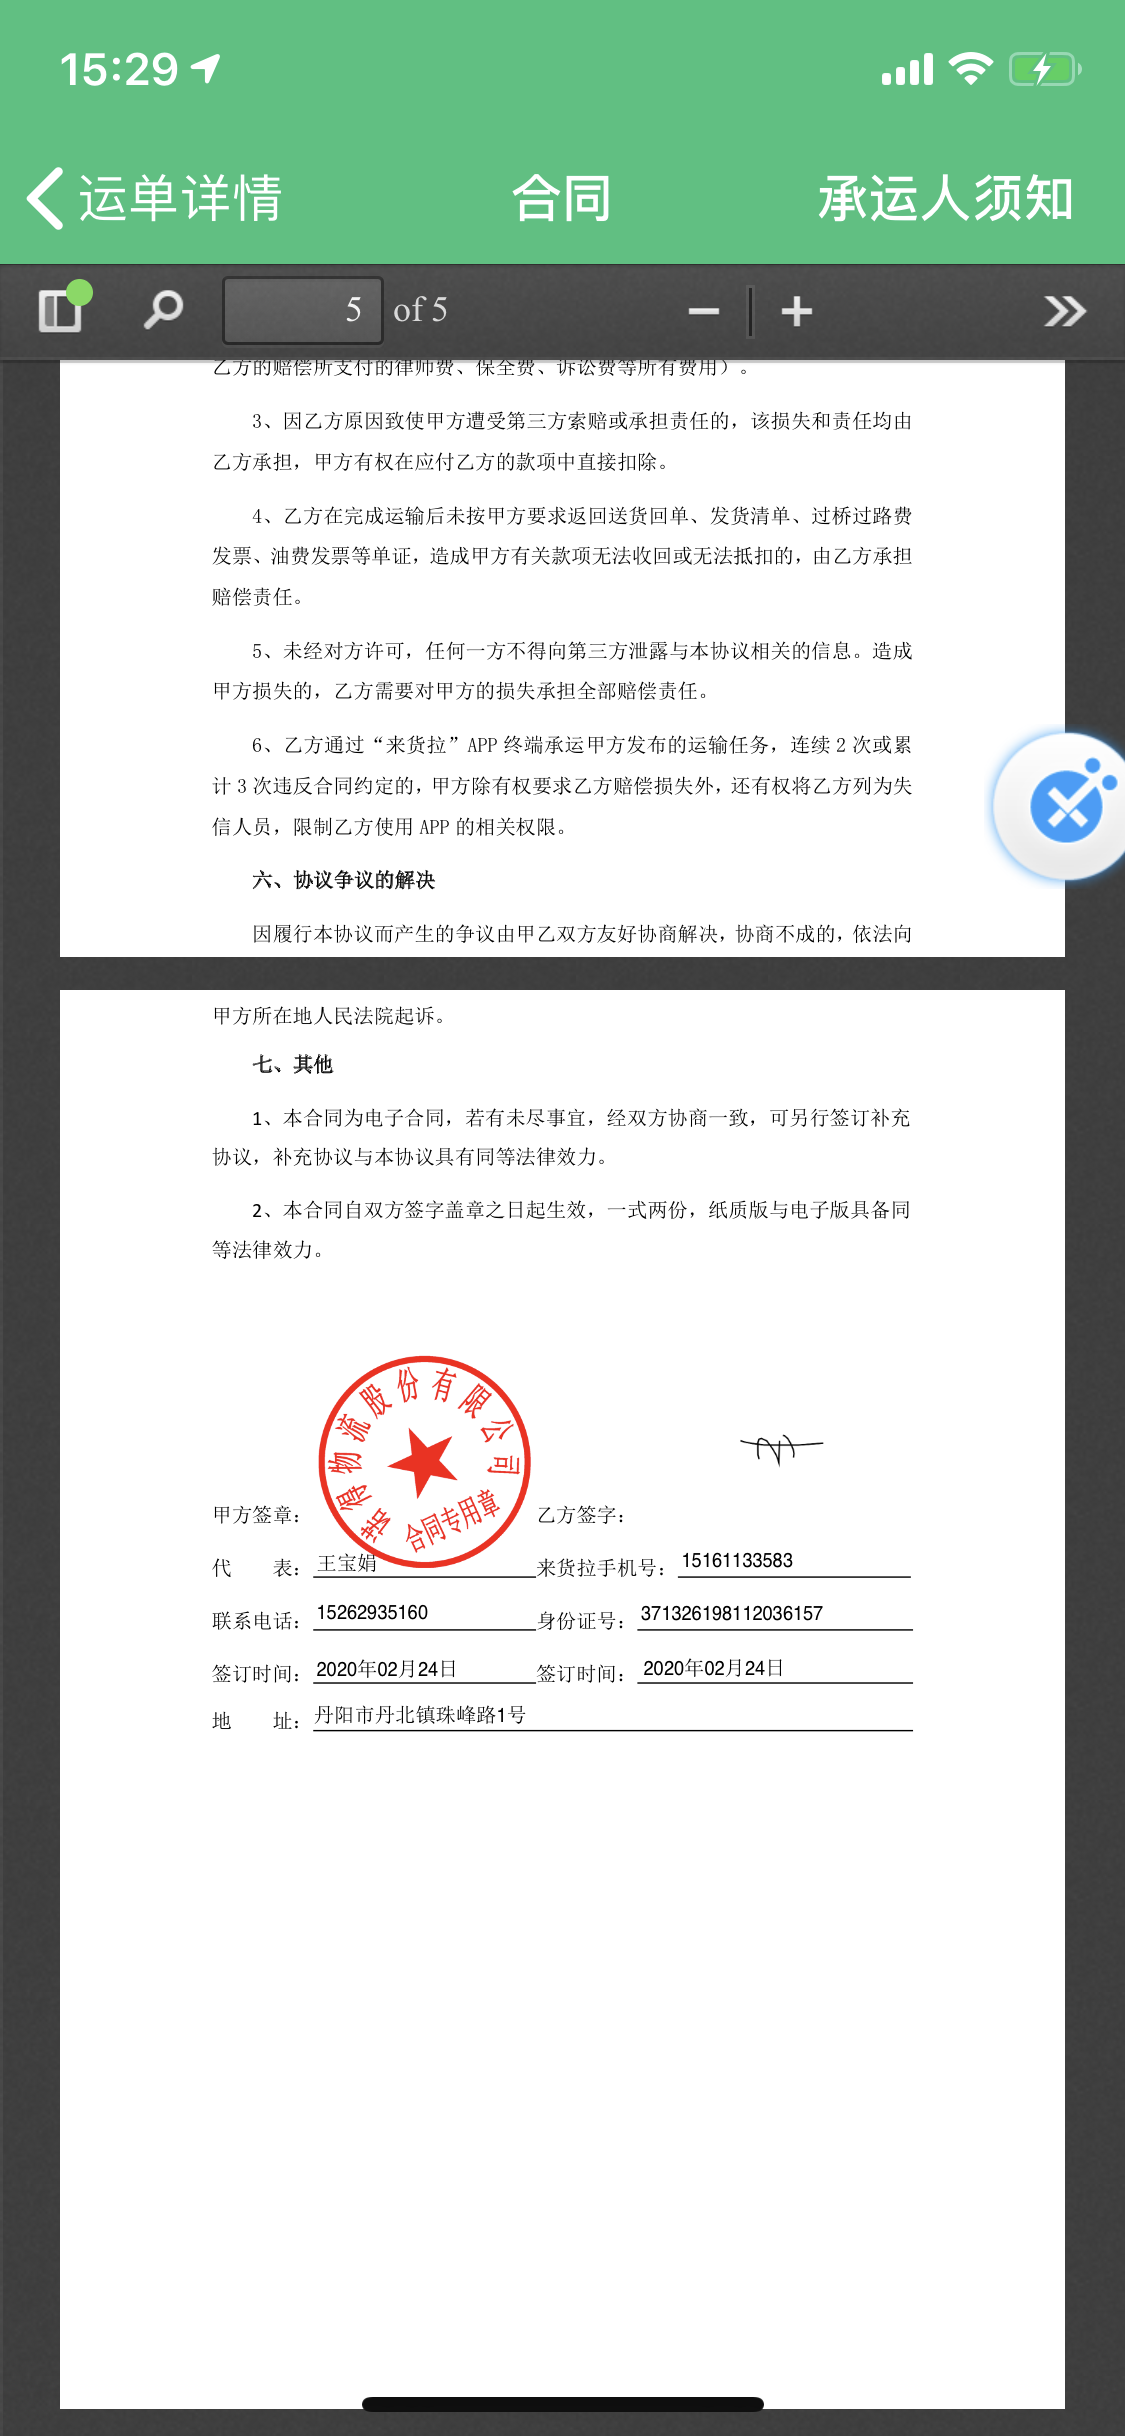 15:29
运单详情
合同
承运人须知
5 of 5
乙方的赔偿所支付的律师费、保全费、诉讼费等所有费用）。
3、因乙方原因致使甲方遭受第三方索赔或承担责任的，该损失和责任均由
乙方承担，甲方有权在应付乙方的款项中直接扣除。
4、乙方在完成运输后未按甲方要求返回送货回单、发货清单、过桥过路费
发票、油费发票等单证，造成甲方有关款项无法收回或无法抵扣的，由乙方承担
赔偿责任。
5、未经对方许可，任何一方不得向第三方泄露与本协议相关的信息。造成
甲方损失的，乙方需要对甲方的损失承担全部赔偿责任。
6、乙方通过“来货拉”APP 终端承运甲方发布的运输任务，连续 2 次或累
计 3 次违反合同约定的，甲方除有权要求乙方赔偿损失外，还有权将乙方列为失
信人员，限制乙方使用 APP 的相关权限。
六、协议争议的解决
因履行本协议而产生的争议由甲乙双方友好协商解决，协商不成的，依法向
甲方所在地人民法院起诉。
七、其他
1、本合同为电子合同，若有未尽事宜，经双方协商一致，可另行签订补充
协议，补充协议与本协议具有同等法律效力。
2、本合同自双方签字盖章之日起生效，一式两份，纸质版与电子版具备同
等法律效力。
诺得物流股份有限公司
合同专用章
甲方签章： 乙方签字：
代 表：王宝娟 来货拉手机号：15161133583
联系电话：15262935160 身份证号：371326198112036157
签订时间：2020年02月24日 签订时间：2020年02月24日
地 址：丹阳市丹北镇珠峰路1号